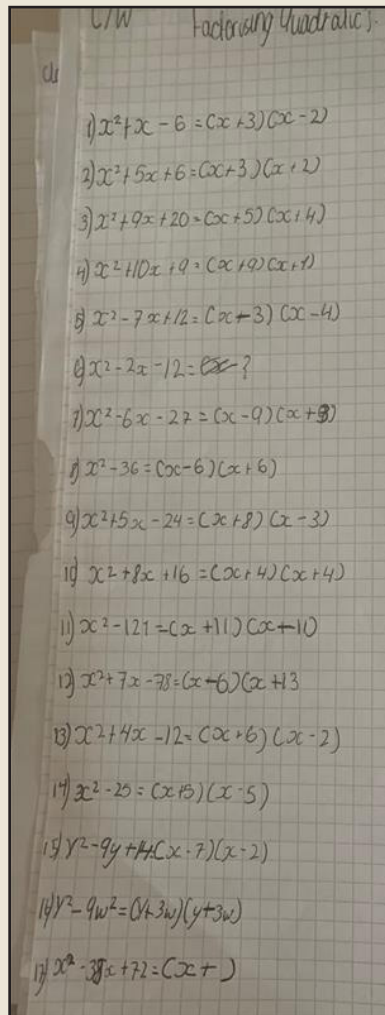 C/W Factorising Quadratics.
1) x² + x - 6 = (x + 3)(x - 2)
2) x² + 5x + 6 = (x + 3)(x + 2)
3) x² + 9x + 20 = (x + 5)(x + 4)
4) x² + 10x + 9 = (x + 9)(x + 1)
5) x² - 7x + 12 = (x - 3)(x - 4)
6) x² - 2x - 12 = ?
7) x² - 6x - 27 = (x - 9)(x + 3)
8) x² - 36 = (x - 6)(x + 6)
9) x² + 5x - 24 = (x + 8)(x - 3)
10) x² + 8x + 16 = (x + 4)(x + 4)
11) x² - 121 = (x + 11)(x - 11)
12) x² + 7x - 78 = (x - 6)(x + 13
13) x² + 4x - 12 = (x + 6)(x - 2)
14) x² - 25 = (x + 5)(x - 5)
15) y² - 9y + 14 = (x - 7)(x - 2)
16) y² - 9w² = (y + 3w)(y + 3w)
17) x² - 38x + 72 = (x + )